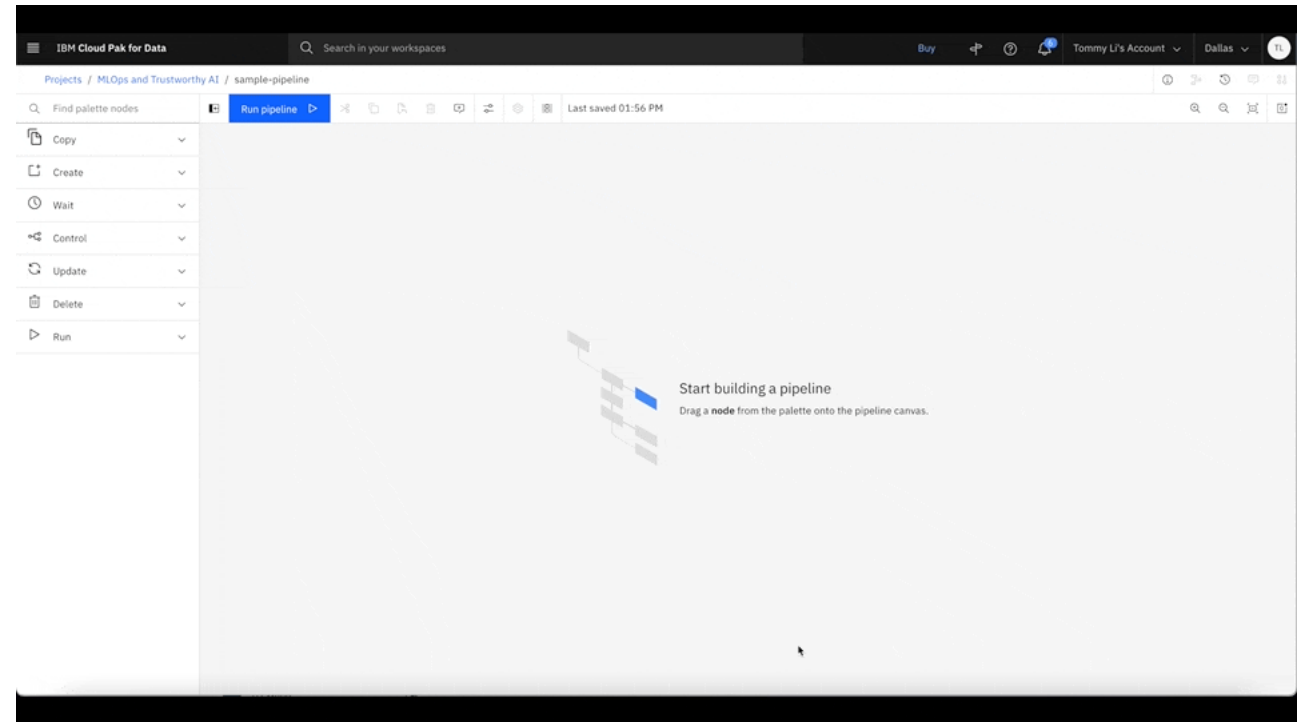 IBM Cloud Pak for Data
Search in your workspaces
Buy
Tommy Li's Account
Dallas
TL
Projects / MLOps and Trustworthy AI / sample-pipeline
Find palette nodes
Run pipeline
Last saved 01:56 PM
Copy
Create
Wait
Control
Update
Delete
Run
Start building a pipeline
Drag a node from the palette onto the pipeline canvas.